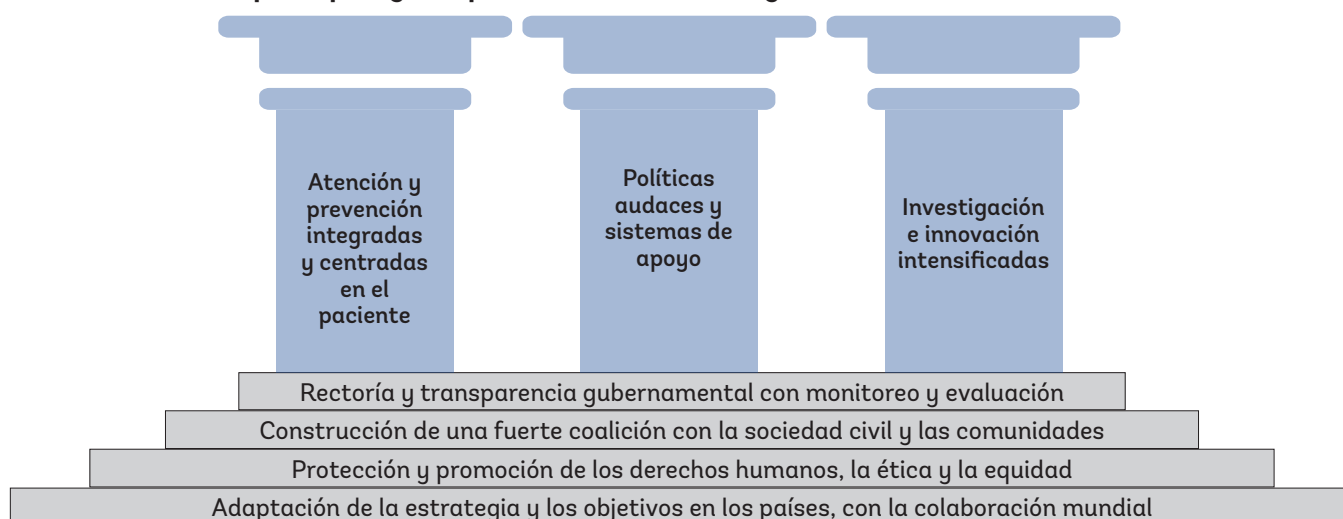 Atención y
prevención
integradas
y centradas
en el
paciente
Políticas
audaces y
sistemas de
apoyo
Investigación
e innovación
intensificadas
Rectoría y transparencia gubernamental con monitoreo y evaluación
Construcción de una fuerte coalición con la sociedad civil y las comunidades
Protección y promoción de los derechos humanos, la ética y la equidad
Adaptación de la estrategia y los objetivos en los países, con la colaboración mundial